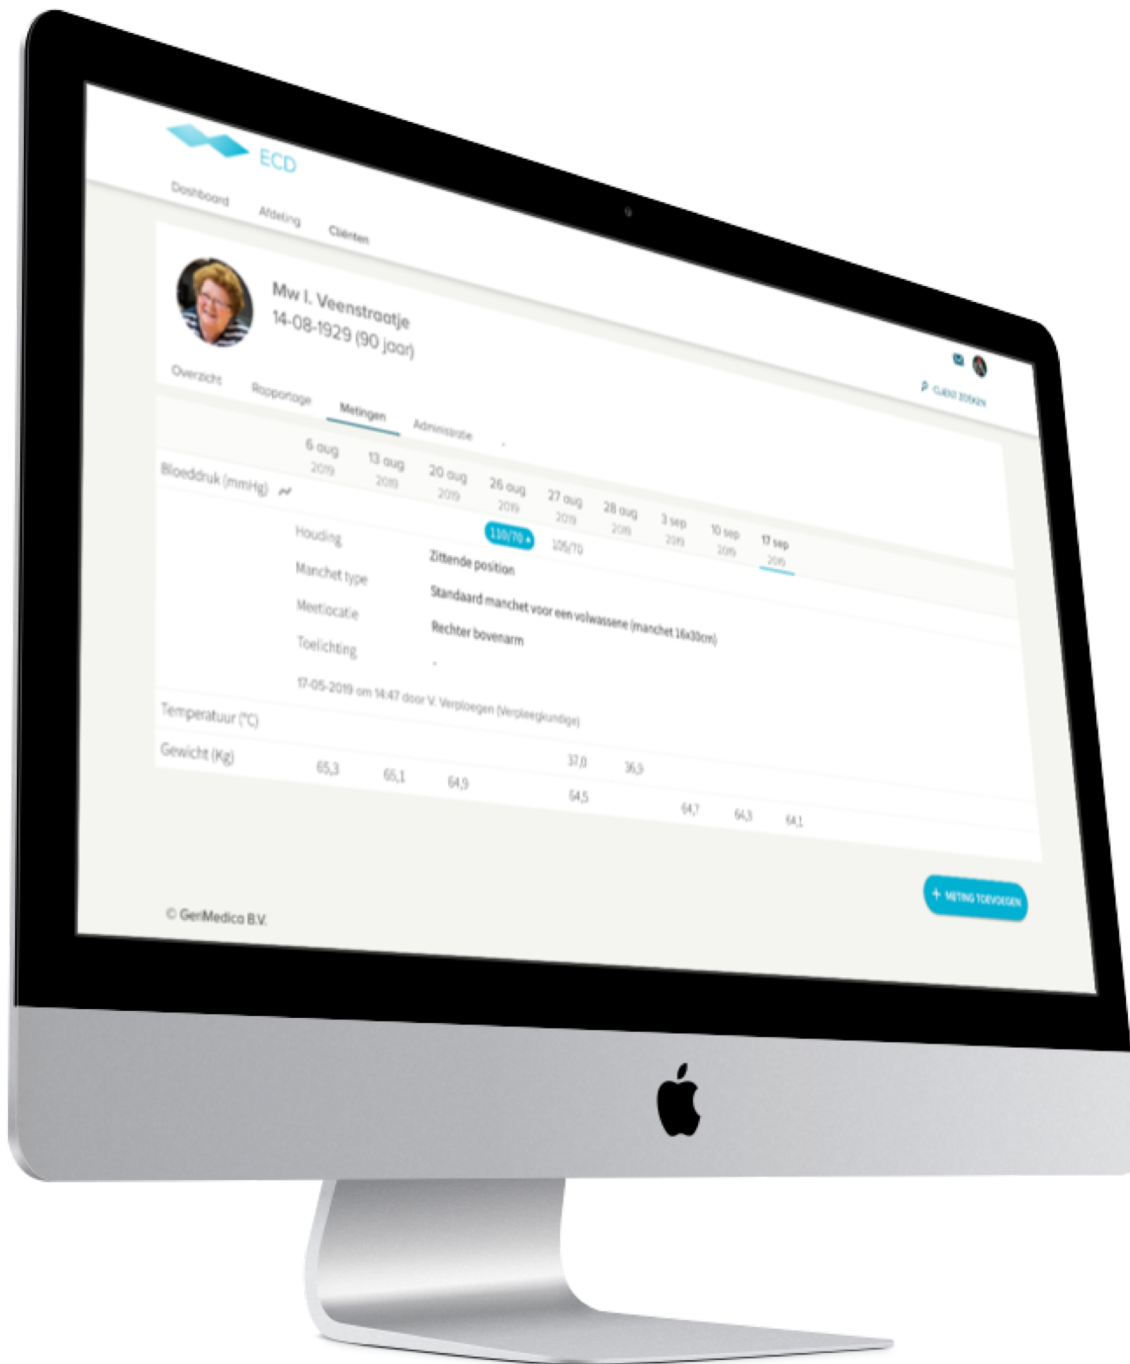 ECD
Dashboard Afdeling Cliënten
CLIËNT ZOEKEN
Mw I. Veenstraatje
14-08-1929 (90 jaar)
Overzicht Rapportage Metingen Administratie
6 aug 2019 13 aug 2019 20 aug 2019 26 aug 2019 27 aug 2019 28 aug 2019 3 sep 2019 10 sep 2019 17 sep 2019
Bloeddruk (mmHg) 110/70 105/70
Houding Zittende position
Manchet type Standaard manchet voor een volwassene (manchet 16x30cm)
Meetlocatie Rechter bovenarm
Toelichting -
17-05-2019 om 14:47 door V. Verploegen (Verpleegkundige)
Temperatuur (°C) 37,0 36,9
Gewicht (Kg) 65,3 65,1 64,9 64,5 64,7 64,3 64,1
+ METING TOEVOEGEN
© GeriMedica B.V.